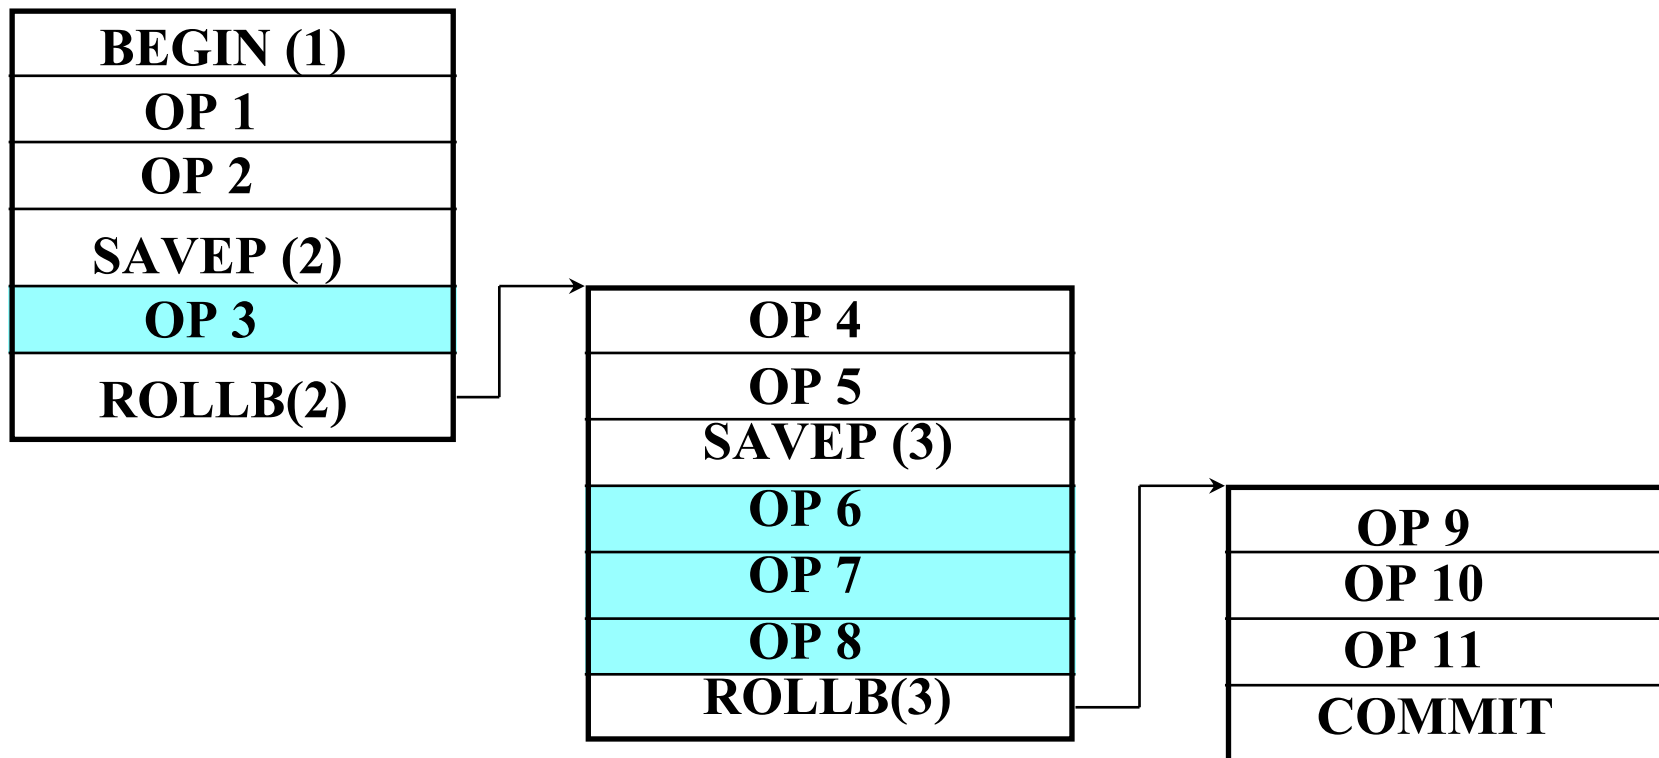 BEGIN (1)
OP 1
OP 2
SAVEP (2)
OP 3
ROLLB(2)
OP 4
OP 5
SAVEP (3)
OP 6
OP 7
OP 8
ROLLB(3)
OP 9
OP 10
OP 11
COMMIT